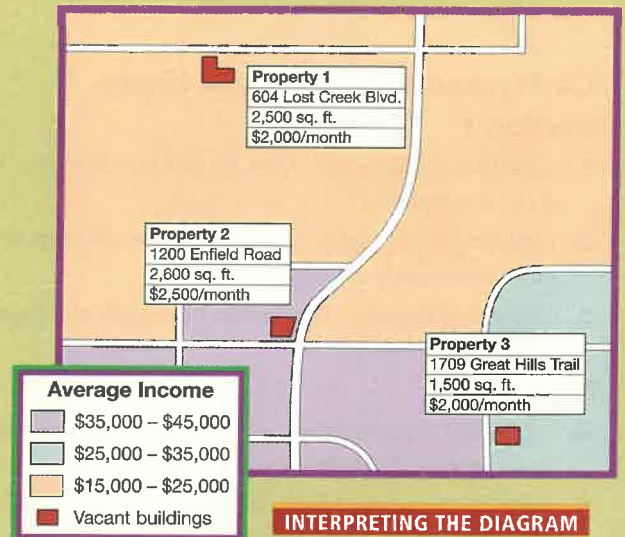 Property 1
604 Lost Creek Blvd.
2,500 sq. ft.
$2,000/month
Property 2
1200 Enfield Road
2,600 sq. ft.
$2,500/month
Property 3
1709 Great Hills Trail
1,500 sq. ft.
$2,000/month
Average Income
$35,000 – $45,000
$25,000 – $35,000
$15,000 – $25,000
Vacant buildings
INTERPRETING THE DIAGRAM